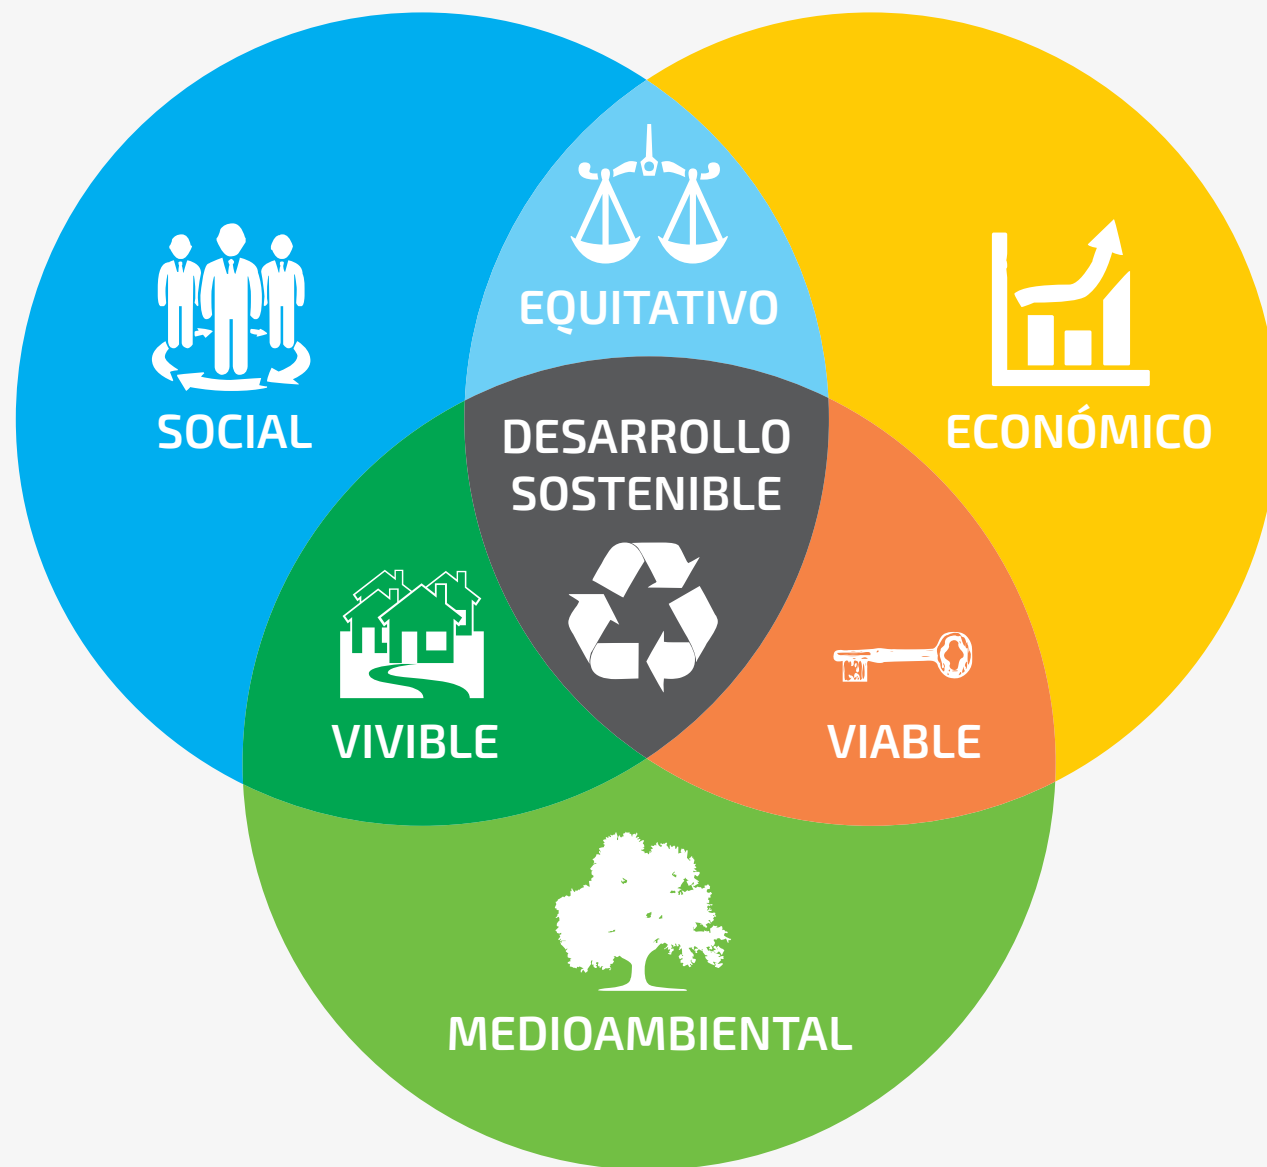 EQUITATIVO
SOCIAL
DESARROLLO
SOSTENIBLE
ECONÓMICO
VIVIBLE
VIABLE
MEDIOAMBIENTAL